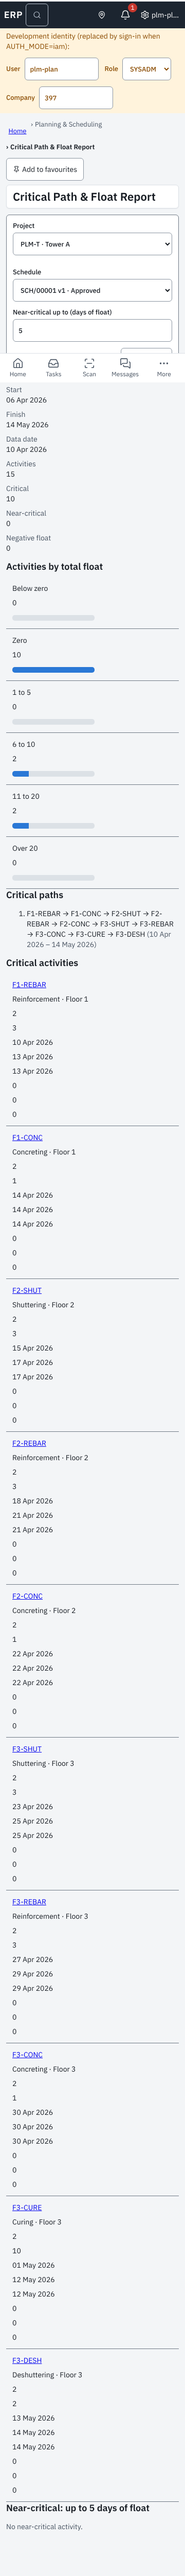 ERP
1
plm-pl...
Development identity (replaced by sign-in when
AUTH_MODE=iam):
User
plm-plan
Role
SYSADM
Company
397
Home
› Planning & Scheduling
› Critical Path & Float Report
Add to favourites
Critical Path & Float Report
Project
PLM-T · Tower A
Schedule
SCH/00001 v1 · Approved
Near-critical up to (days of float)
5
Home
Tasks
Scan
Messages
More
Start
06 Apr 2026
Finish
14 May 2026
Data date
10 Apr 2026
Activities
15
Critical
10
Near-critical
0
Negative float
0
Activities by total float
Below zero
0
Zero
10
1 to 5
0
6 to 10
2
11 to 20
2
Over 20
0
Critical paths
1. F1-REBAR → F1-CONC → F2-SHUT → F2-
REBAR → F2-CONC → F3-SHUT → F3-REBAR
→ F3-CONC → F3-CURE → F3-DESH (10 Apr
2026 – 14 May 2026)
Critical activities
F1-REBAR
Reinforcement · Floor 1
2
3
10 Apr 2026
13 Apr 2026
13 Apr 2026
0
0
0
F1-CONC
Concreting · Floor 1
2
1
14 Apr 2026
14 Apr 2026
14 Apr 2026
0
0
0
F2-SHUT
Shuttering · Floor 2
2
3
15 Apr 2026
17 Apr 2026
17 Apr 2026
0
0
0
F2-REBAR
Reinforcement · Floor 2
2
3
18 Apr 2026
21 Apr 2026
21 Apr 2026
0
0
0
F2-CONC
Concreting · Floor 2
2
1
22 Apr 2026
22 Apr 2026
22 Apr 2026
0
0
0
F3-SHUT
Shuttering · Floor 3
2
3
23 Apr 2026
25 Apr 2026
25 Apr 2026
0
0
0
F3-REBAR
Reinforcement · Floor 3
2
3
27 Apr 2026
29 Apr 2026
29 Apr 2026
0
0
0
F3-CONC
Concreting · Floor 3
2
1
30 Apr 2026
30 Apr 2026
30 Apr 2026
0
0
0
F3-CURE
Curing · Floor 3
2
10
01 May 2026
12 May 2026
12 May 2026
0
0
0
F3-DESH
Deshuttering · Floor 3
2
2
13 May 2026
14 May 2026
14 May 2026
0
0
0
Near-critical: up to 5 days of float
No near-critical activity.